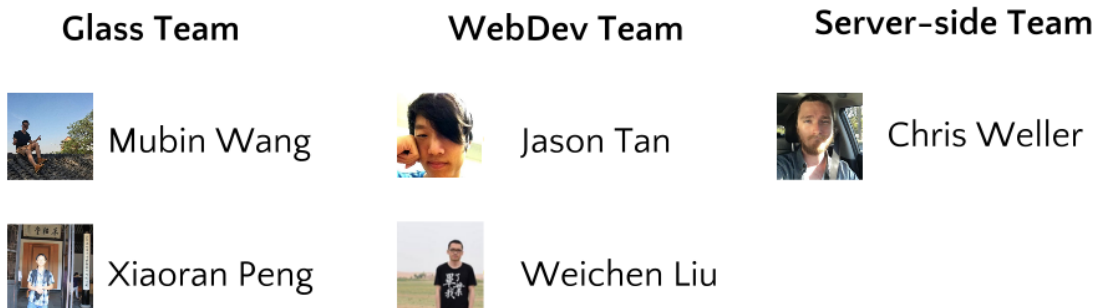 Glass Team
WebDev Team
Server-side Team
Mubin Wang
Jason Tan
Chris Weller
Xiaoran Peng
Weichen Liu